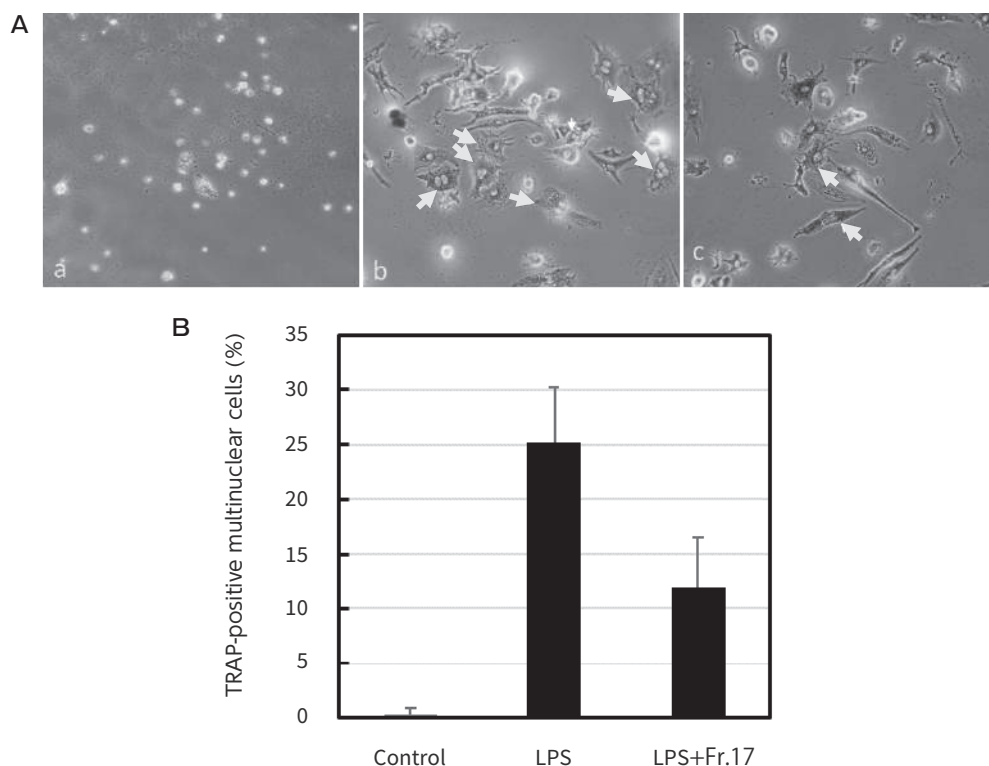 A
a
b
c
B
TRAP-positive multinuclear cells (%)
35
30
25
20
15
10
5
0
Control LPS LPS+Fr.17